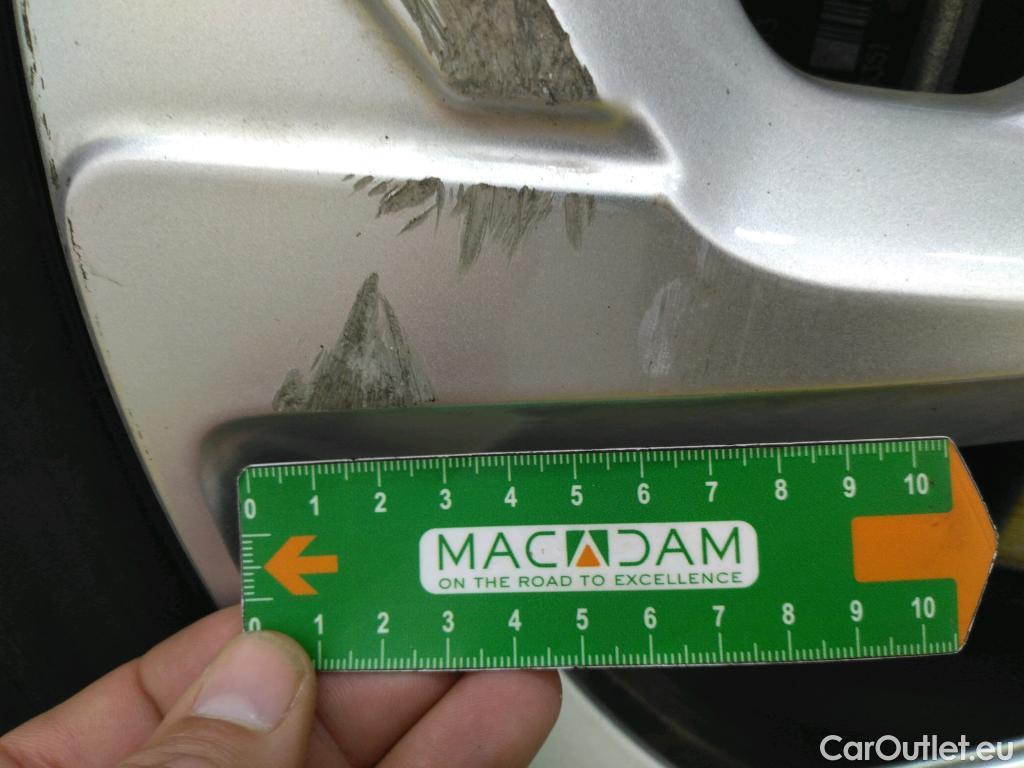 0 1 2 3 4 5 6 7 8 9 10
MACADAM
ON THE ROAD TO EXCELLENCE
0 1 2 3 4 5 6 7 8 9 10
CarOutlet.eu